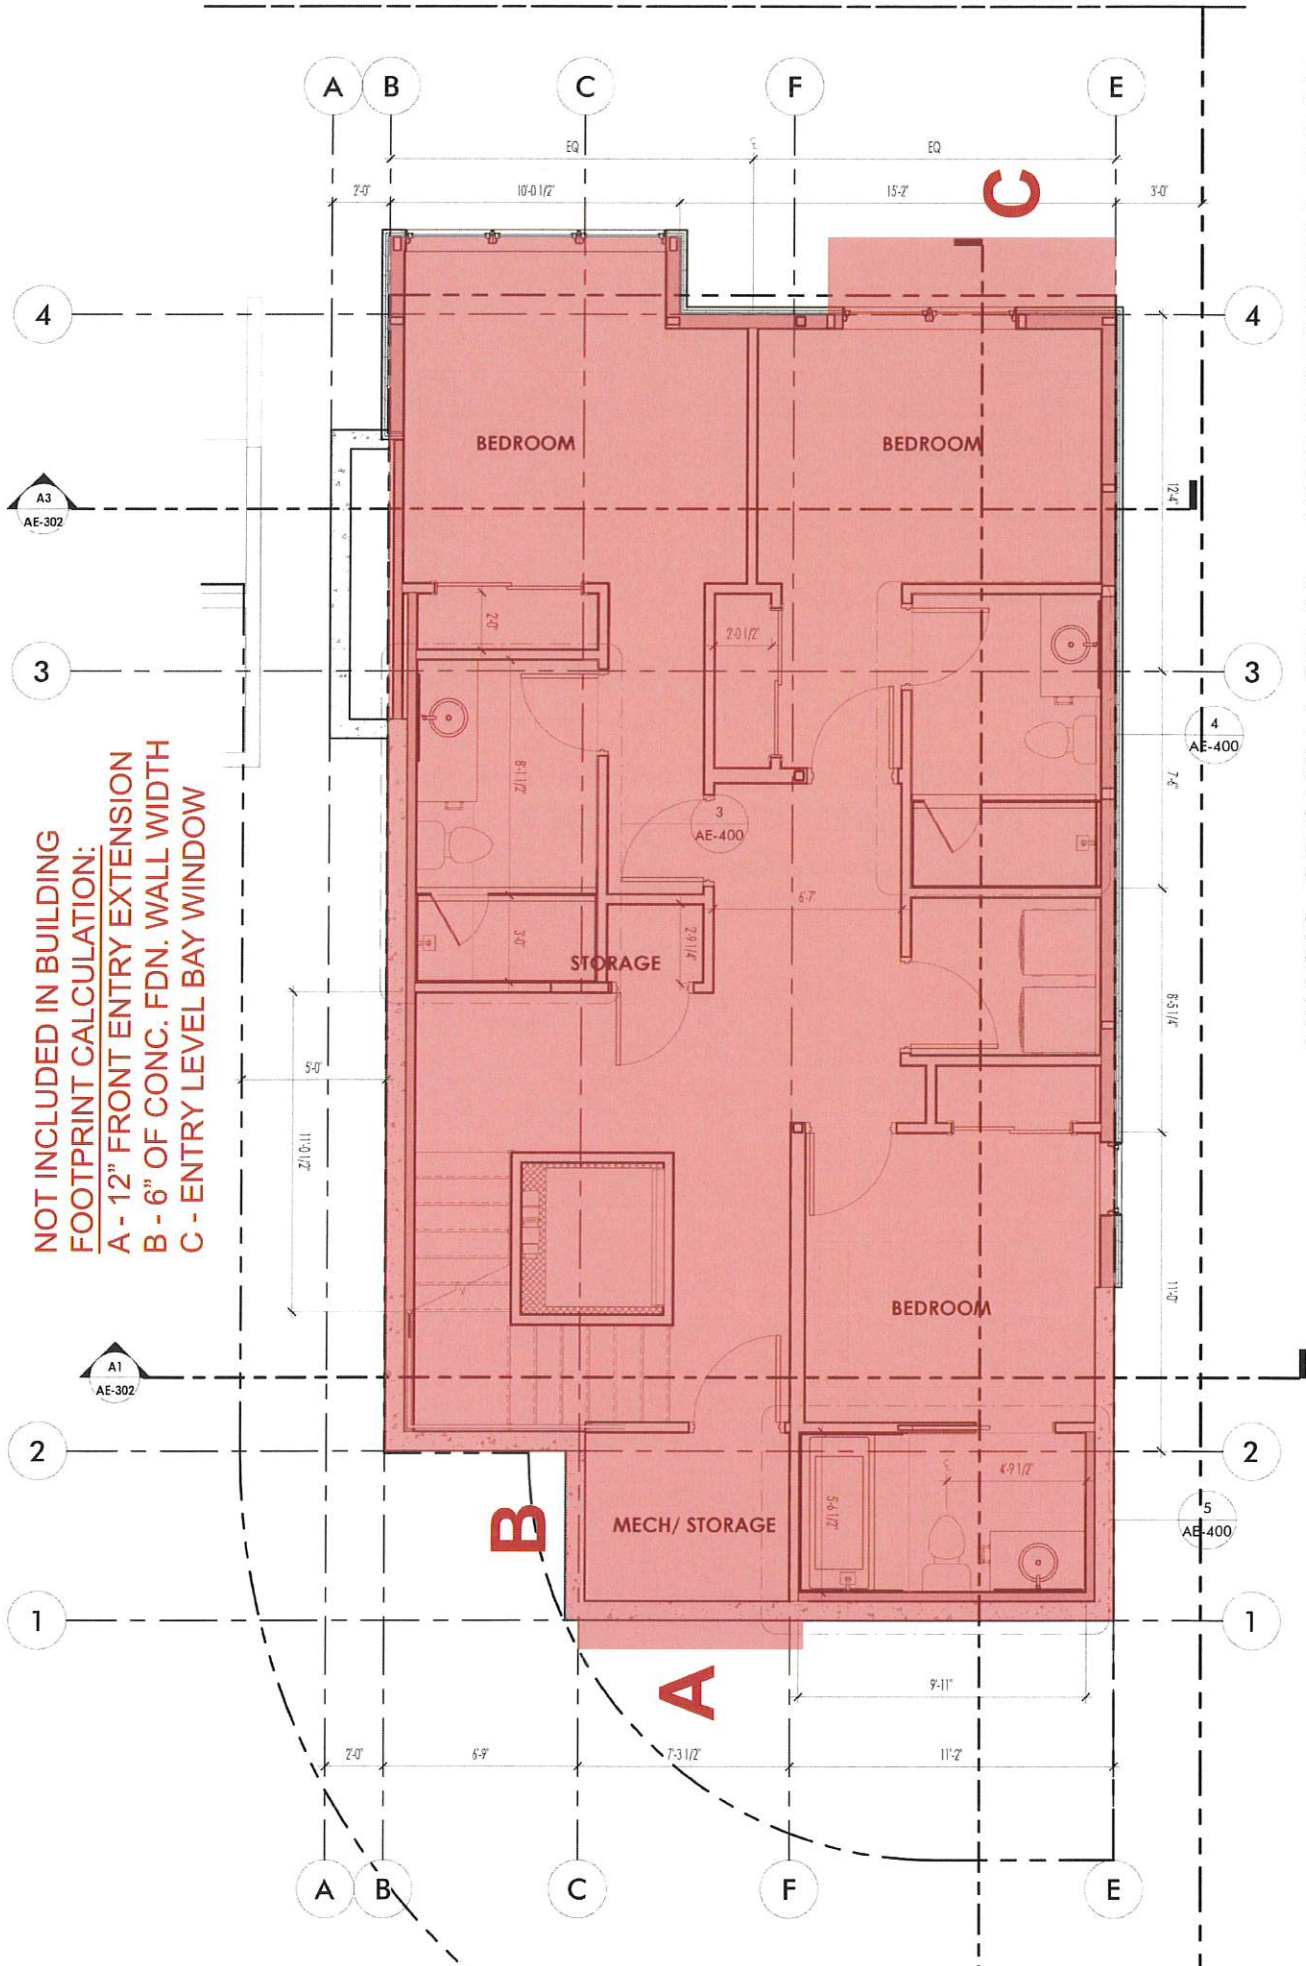 A B C F E
EQ EQ
2'-0" 10'-0 1/2" 15'-2" 3'-0"
C
4 4
BEDROOM BEDROOM
12'-4"
A3
AE-302
2'-0"
2'-0 1/2"
3 3
4
AE-400
7'-6"
8'-1 1/2"
3
AE-400
NOT INCLUDED IN BUILDING
FOOTPRINT CALCULATION:
A - 12" FRONT ENTRY EXTENSION
B - 6" OF CONC. FDN. WALL WIDTH
C - ENTRY LEVEL BAY WINDOW
6'-7"
3'-0"
2'-9 1/4"
STORAGE
8'-5 1/4"
5'-0"
11'-0 1/2"
11'-0"
BEDROOM
A1
AE-302
2 2
4'-9 1/2"
5'-6 1/2"
B
MECH/ STORAGE
5
AE-400
1 1
A
9'-11"
2'-0" 6'-9" 7'-3 1/2" 11'-2"
A B C F E